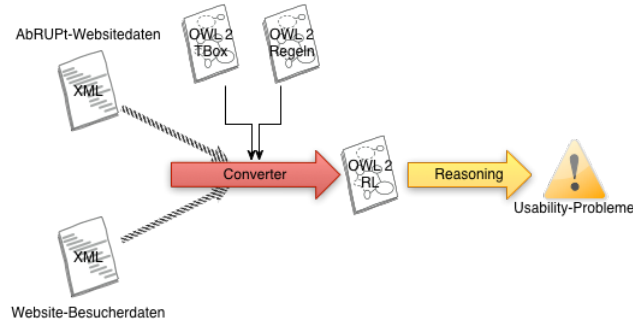 AbRUPt-Websitedaten
OWL 2
TBox
OWL 2
Regeln
XML
Converter
OWL 2
RL
Reasoning
Usability-Probleme
XML
Website-Besucherdaten